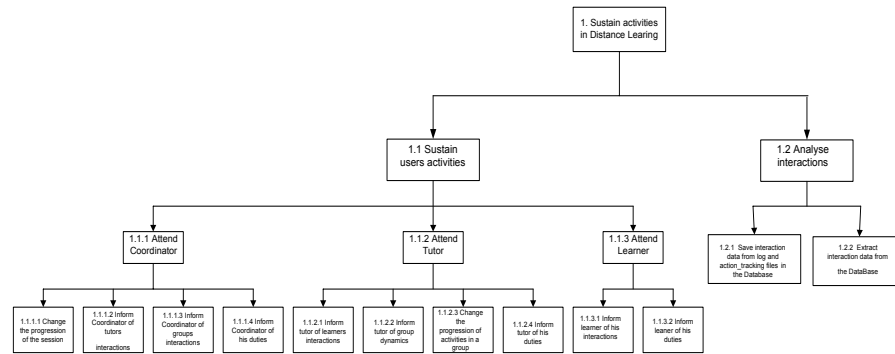 1. Sustain activities
in Distance Learing
1.1 Sustain
users activities
1.2 Analyse
interactions
1.1.1 Attend
Coordinator
1.1.2 Attend
Tutor
1.1.3 Attend
Learner
1.2.1 Save interaction
data from log and
action_tracking files in
the Database
1.2.2 Extract
interaction data from
the DataBase
1.1.1.1 Change
the progression
of the session
1.1.1.2 Inform
Coordinator of
tutors
interactions
1.1.1.3 Inform
Coordinator of
groups
interactions
1.1.1.4 Inform
Coordinator of
his duties
1.1.2.1 Inform
tutor of learners
interactions
1.1.2.2 Inform
tutor of group
dynamics
1.1.2.3 Change
the
progression of
activities in a
group
1.1.2.4 Inform
tutor of his
duties
1.1.3.1 Inform
learner of his
interactions
1.1.3.2 Inform
leaner of his
duties